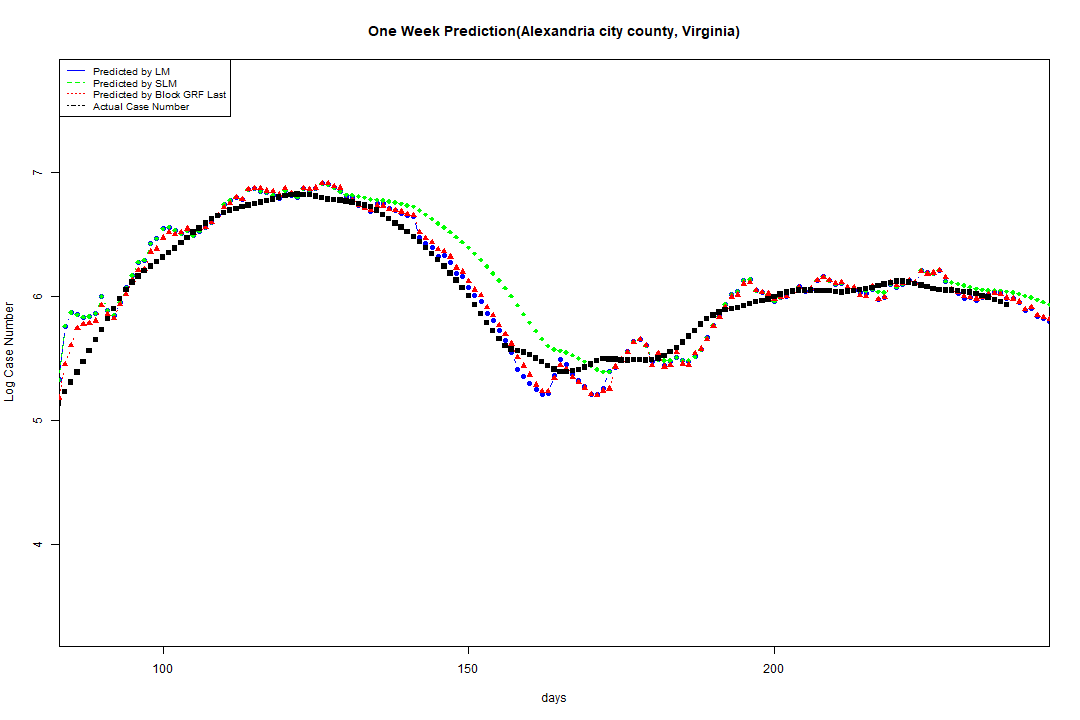 One Week Prediction(Alexandria city county, Virginia)
Predicted by LM
Predicted by SLM
Predicted by Block GRF Last
Actual Case Number
7
6
5
4
Log Case Number
100 150 200
days